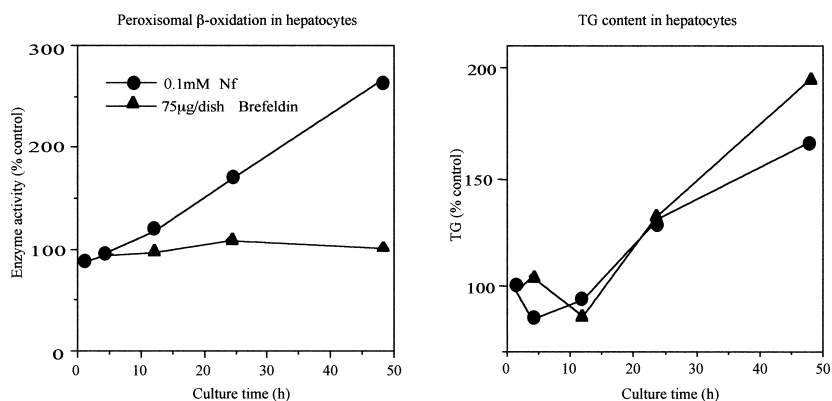 Peroxisomal β-oxidation in hepatocytes
300
200
100
0
Enzyme activity (% control)
0.1mM Nf
75μg/dish Brefeldin
0 10 20 30 40 50
Culture time (h)
TG content in hepatocytes
200
150
100
TG (% control)
0 10 20 30 40 50
Culture time (h)